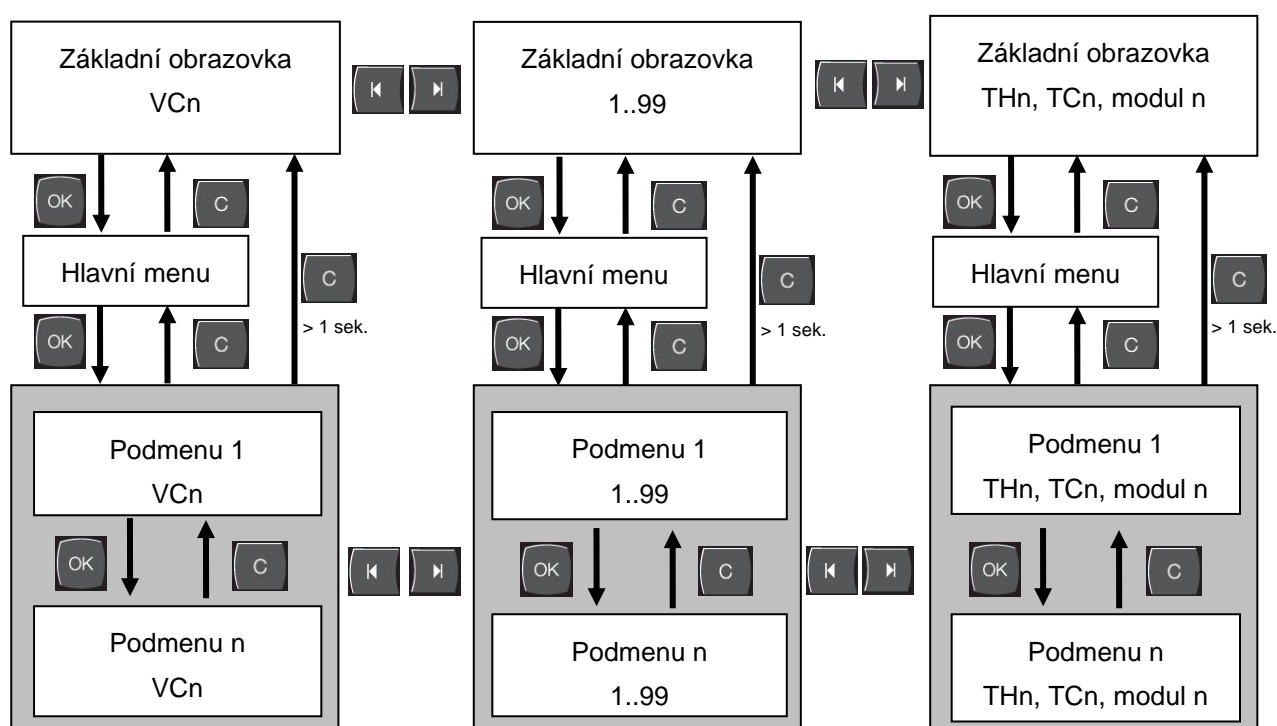 Základní obrazovka
VCn
Základní obrazovka
1..99
Základní obrazovka
THn, TCn, modul n
OK
C
OK
C
OK
C
Hlavní menu
C
Hlavní menu
C
Hlavní menu
C
> 1 sek.
> 1 sek.
> 1 sek.
OK
C
OK
C
OK
C
Podmenu 1
VCn
Podmenu 1
1..99
Podmenu 1
THn, TCn, modul n
OK
C
OK
C
OK
C
Podmenu n
VCn
Podmenu n
1..99
Podmenu n
THn, TCn, modul n